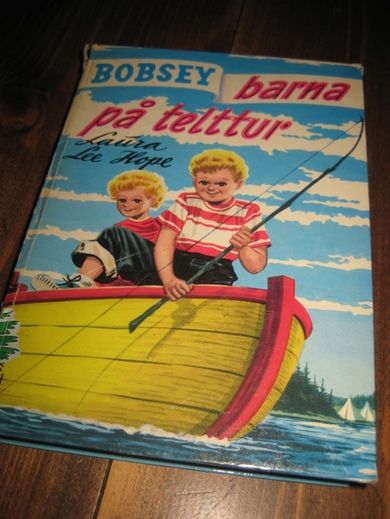 BOBSEY barna
på telttur
Laura
Lee Hope